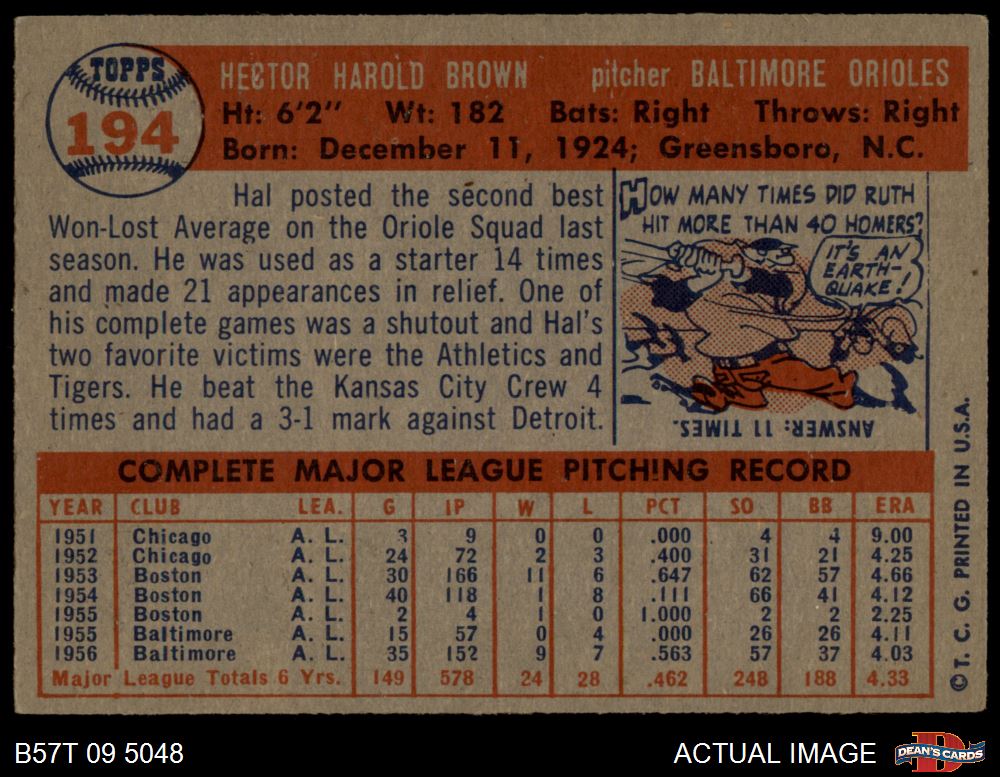 TOPPS
194
HECTOR HAROLD BROWN pitcher BALTIMORE ORIOLES
Ht: 6'2" Wt: 182 Bats: Right Throws: Right
Born: December 11, 1924; Greensboro, N.C.
Hal posted the second best
Won-Lost Average on the Oriole Squad last
season. He was used as a starter 14 times
and made 21 appearances in relief. One of
his complete games was a shutout and Hal's
two favorite victims were the Athletics and
Tigers. He beat the Kansas City Crew 4
times and had a 3-1 mark against Detroit.
HOW MANY TIMES DID RUTH
HIT MORE THAN 40 HOMERS?
IT'S AN
EARTH-
QUAKE!
ANSWER: 11 TIMES.
COMPLETE MAJOR LEAGUE PITCHING RECORD
YEAR CLUB LEA. G IP W L PCT SO BB ERA
1951 Chicago A. L. 3 9 0 0 .000 4 4 9.00
1952 Chicago A. L. 24 72 2 3 .400 31 21 4.25
1953 Boston A. L. 30 166 11 6 .647 62 57 4.66
1954 Boston A. L. 40 118 1 8 .111 66 41 4.12
1955 Boston A. L. 2 4 1 0 1.000 2 2 2.25
1955 Baltimore A. L. 15 57 0 4 .000 26 26 4.11
1956 Baltimore A. L. 35 152 9 7 .563 57 37 4.03
Major League Totals 6 Yrs. 149 578 24 28 .462 248 188 4.33
©T. C. G. PRINTED IN U.S.A.
B57T 09 5048
ACTUAL IMAGE
D
DEAN'S CARDS